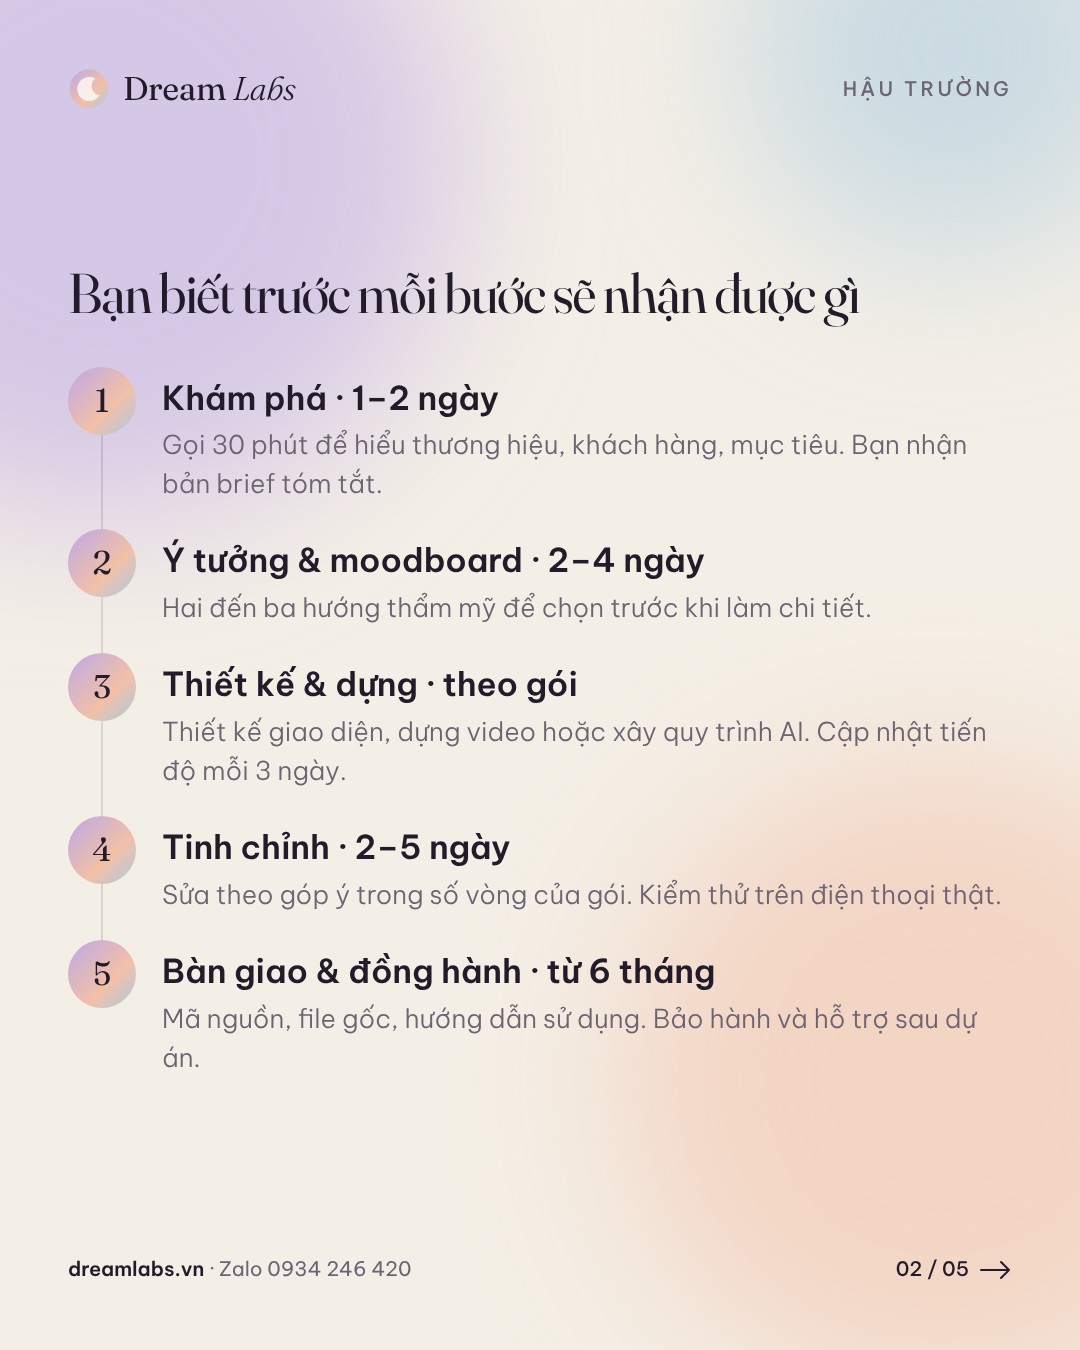 Dream Labs
HẬU TRƯỜNG
Bạn biết trước mỗi bước sẽ nhận được gì
1
Khám phá · 1–2 ngày
Gọi 30 phút để hiểu thương hiệu, khách hàng, mục tiêu. Bạn nhận
bản brief tóm tắt.
2
Ý tưởng & moodboard · 2–4 ngày
Hai đến ba hướng thẩm mỹ để chọn trước khi làm chi tiết.
3
Thiết kế & dựng · theo gói
Thiết kế giao diện, dựng video hoặc xây quy trình AI. Cập nhật tiến
độ mỗi 3 ngày.
4
Tinh chỉnh · 2–5 ngày
Sửa theo góp ý trong số vòng của gói. Kiểm thử trên điện thoại thật.
5
Bàn giao & đồng hành · từ 6 tháng
Mã nguồn, file gốc, hướng dẫn sử dụng. Bảo hành và hỗ trợ sau dự
án.
dreamlabs.vn · Zalo 0934 246 420
02 / 05 →